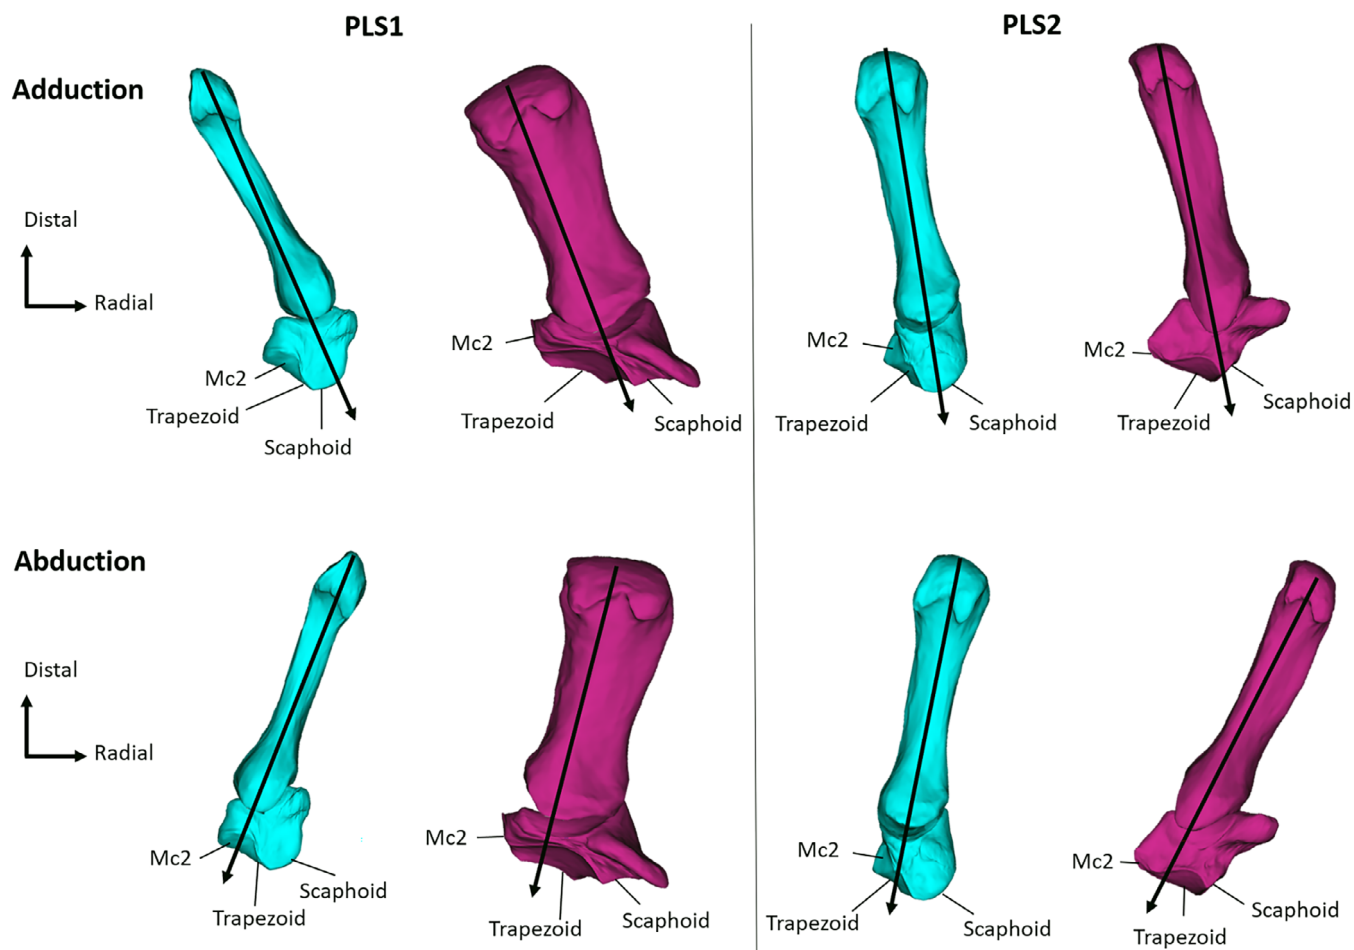 PLS1
PLS2
Adduction
Distal
Radial
Mc2
Trapezoid
Scaphoid
Mc2
Trapezoid
Scaphoid
Mc2
Trapezoid
Scaphoid
Mc2
Trapezoid
Scaphoid
Abduction
Distal
Radial
Mc2
Trapezoid
Scaphoid
Mc2
Trapezoid
Scaphoid
Mc2
Trapezoid
Scaphoid
Mc2
Trapezoid
Scaphoid